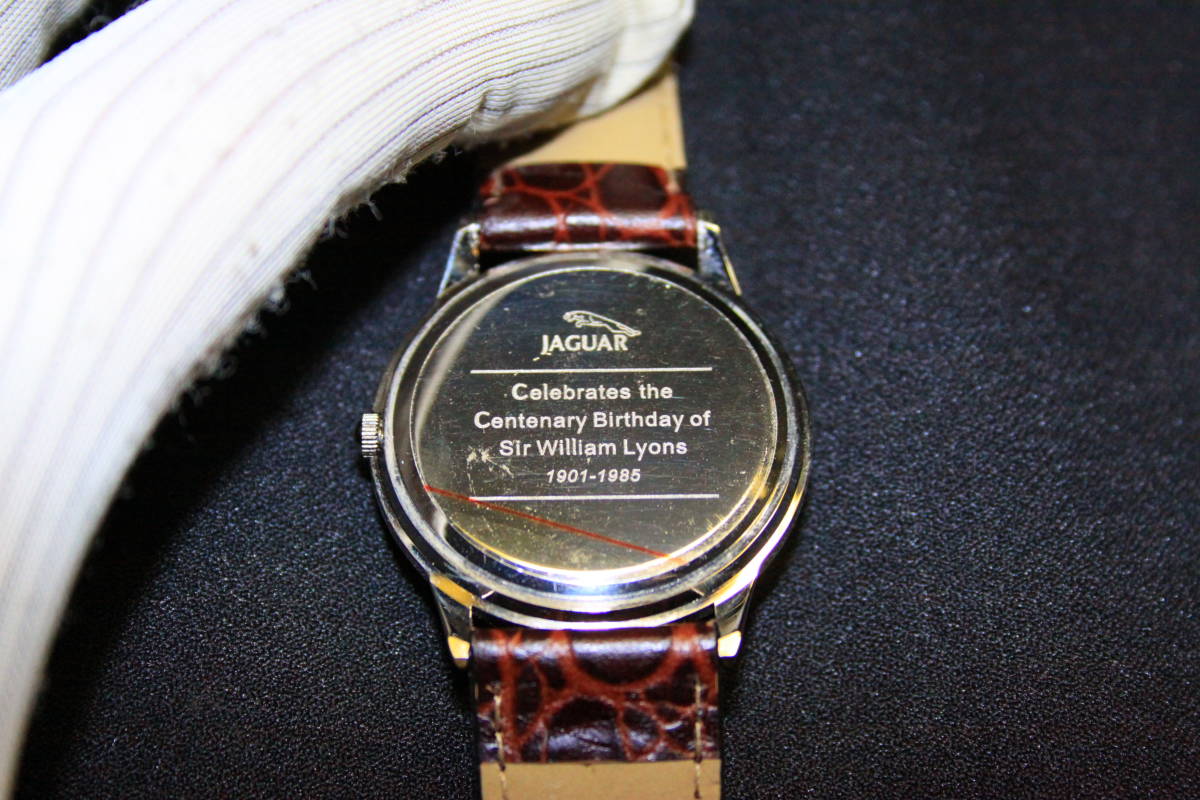 JAGUAR
Celebrates the
Centenary Birthday of
Sir William Lyons
1901-1985